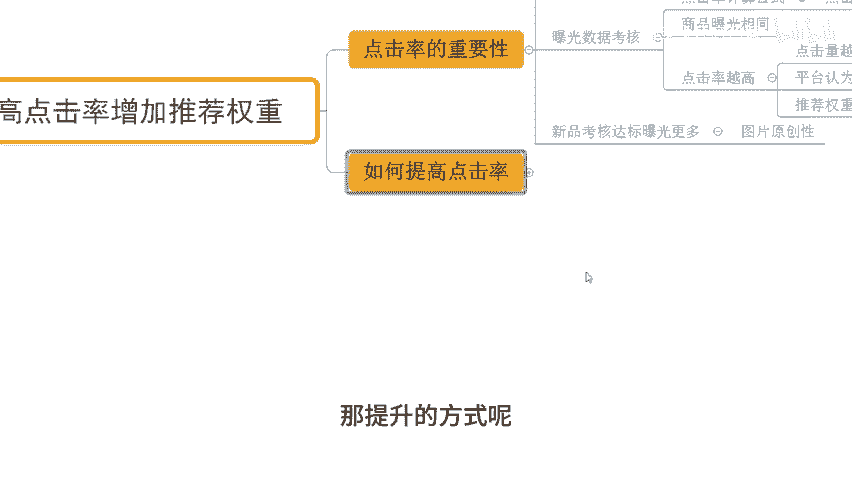 点击率的重要性
曝光数据考核
商品曝光相同
点击率越高
点击量越
平台认为
推荐权重
新品考核达标曝光更多
图片原创性
高点击率增加推荐权重
如何提高点击率
那提升的方式呢